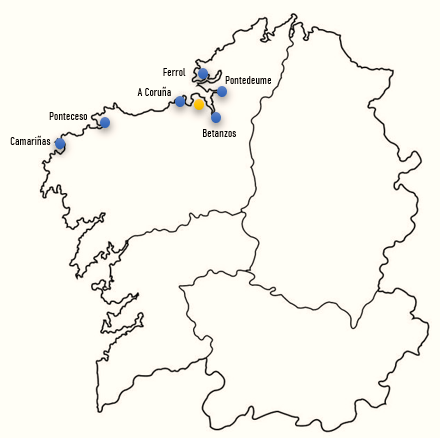 Ferrol
Pontedeume
A Coruña
Ponteceso
Betanzos
Camariñas